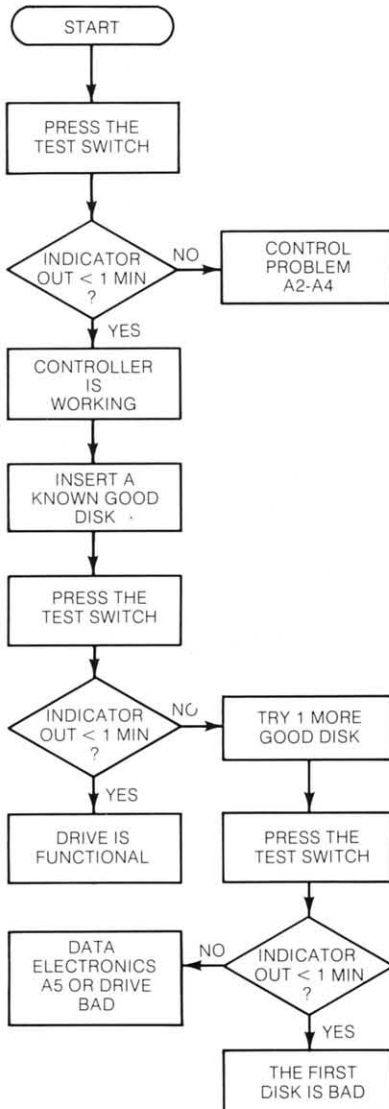 START
PRESS THE
TEST SWITCH
INDICATOR
OUT < 1 MIN
?
NO
CONTROL
PROBLEM
A2-A4
YES
CONTROLLER
IS
WORKING
INSERT A
KNOWN GOOD
DISK
PRESS THE
TEST SWITCH
INDICATOR
OUT < 1 MIN
?
NO
TRY 1 MORE
GOOD DISK
YES
DRIVE IS
FUNCTIONAL
PRESS THE
TEST SWITCH
INDICATOR
OUT < 1 MIN
?
NO
DATA
ELECTRONICS
A5 OR DRIVE
BAD
YES
THE FIRST
DISK IS BAD